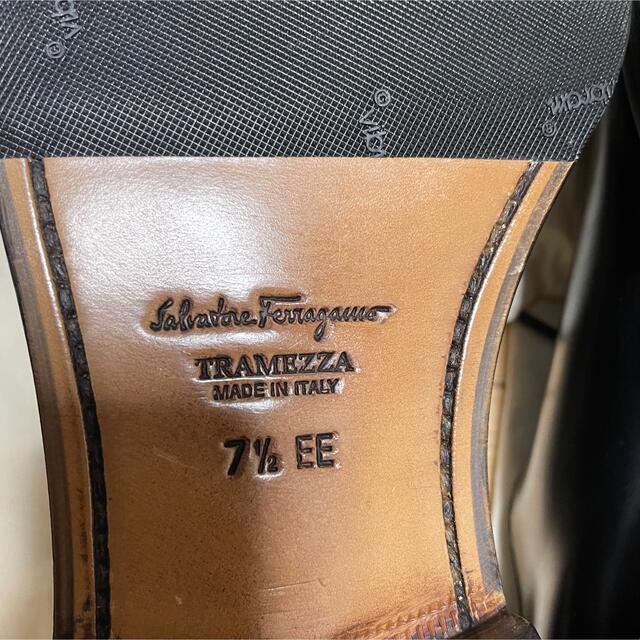 Salvatore Ferragamo
TRAMEZZA
MADE IN ITALY
7½ EE